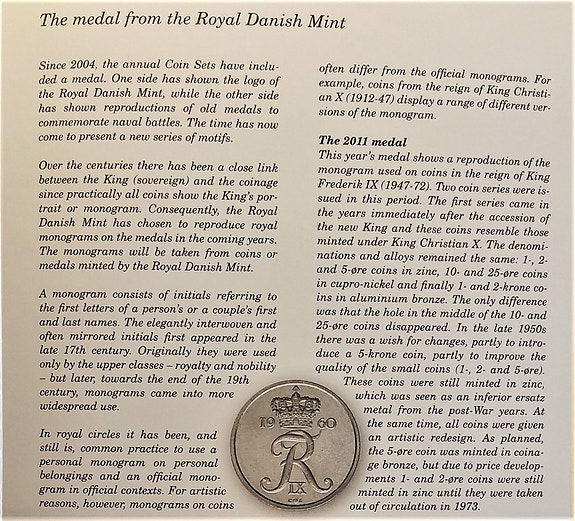 The medal from the Royal Danish Mint
Since 2004, the annual Coin Sets have inclu-
ded a medal. One side has shown the logo of
the Royal Danish Mint, while the other side
has shown reproductions of old medals to
commemorate naval battles. The time has now
come to present a new series of motifs.
Over the centuries there has been a close link
between the King (sovereign) and the coinage
since practically all coins show the King's por-
trait or monogram. Consequently, the Royal
Danish Mint has chosen to reproduce royal
monograms on the medals in the coming years.
The monograms will be taken from coins or
medals minted by the Royal Danish Mint.
A monogram consists of initials referring to
the first letters of a person's or a couple's first
and last names. The elegantly interwoven and
often mirrored initials first appeared in the
late 17th century. Originally they were used
only by the upper classes – royalty and nobility
– but later, towards the end of the 19th
century, monograms came into more
widespread use.
In royal circles it has been, and
still is, common practice to use a
personal monogram on personal
belongings and an official mono-
gram in official contexts. For artistic
reasons, however, monograms on coins
often differ from the official monograms. For
example, coins from the reign of King Christi-
an X (1912-47) display a range of different ver-
sions of the monogram.
The 2011 medal
This year's medal shows a reproduction of the
monogram used on coins in the reign of King
Frederik IX (1947-72). Two coin series were is-
sued in this period. The first series came in
the years immediately after the accession of
the new King and these coins resemble those
minted under King Christian X. The denomi-
nations and alloys remained the same: 1-, 2-
and 5-øre coins in zinc, 10- and 25-øre coins
in cupro-nickel and finally 1- and 2-krone co-
ins in aluminium bronze. The only difference
was that the hole in the middle of the 10- and
25-øre coins disappeared. In the late 1950s
there was a wish for changes, partly to intro-
duce a 5-krone coin, partly to improve the
quality of the small coins (1-, 2- and 5-øre).
These coins were still minted in zinc,
which was seen as an inferior ersatz
metal from the post-War years. At
the same time, all coins were given
an artistic redesign. As planned,
the 5-øre coin was minted in coina-
ge bronze, but due to price develop-
ments 1- and 2-øre coins were still
minted in zinc until they were taken
out of circulation in 1973.
19 60
FR
IX